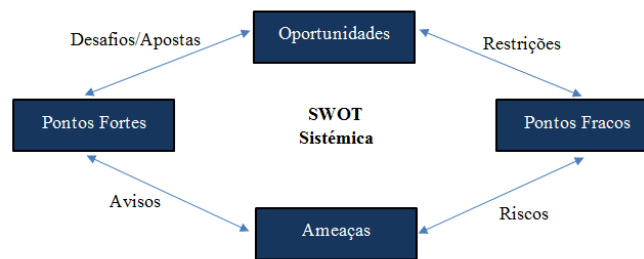 Desafios/Apostas
Oportunidades
Restrições
Pontos Fortes
SWOT
Sistémica
Pontos Fracos
Avisos
Ameaças
Riscos